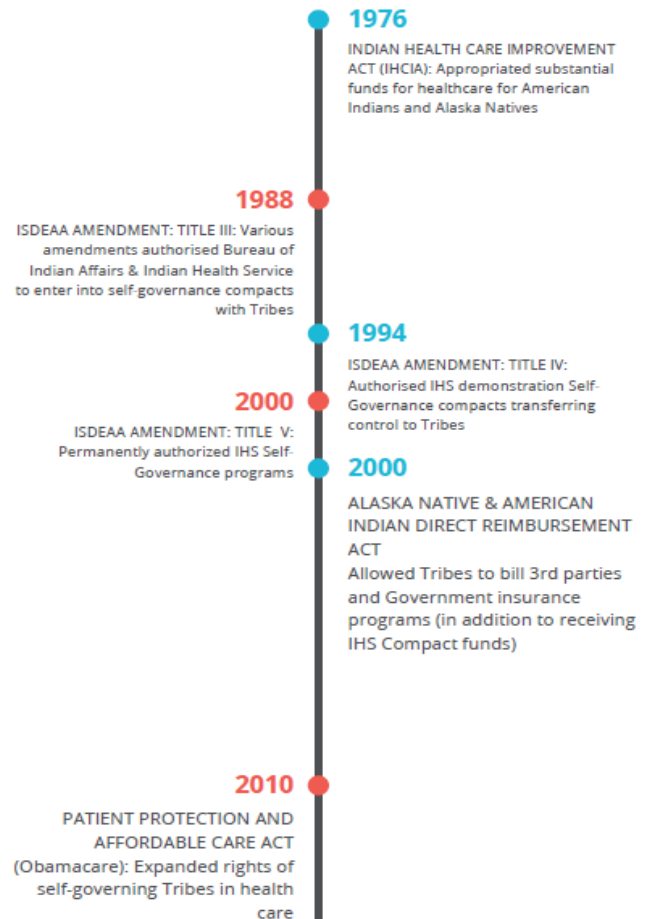 1976
INDIAN HEALTH CARE IMPROVEMENT
ACT (IHCIA): Appropriated substantial
funds for healthcare for American
Indians and Alaska Natives
1988
ISDEAA AMENDMENT: TITLE III: Various
amendments authorised Bureau of
Indian Affairs & Indian Health Service
to enter into self-governance compacts
with Tribes
1994
ISDEAA AMENDMENT: TITLE IV:
Authorised IHS demonstration Self-
Governance compacts transferring
control to Tribes
2000
ISDEAA AMENDMENT: TITLE V:
Permanently authorized IHS Self-
Governance programs
2000
ALASKA NATIVE & AMERICAN
INDIAN DIRECT REIMBURSEMENT
ACT
Allowed Tribes to bill 3rd parties
and Government insurance
programs (in addition to receiving
IHS Compact funds)
2010
PATIENT PROTECTION AND
AFFORDABLE CARE ACT
(Obamacare): Expanded rights of
self-governing Tribes in health
care